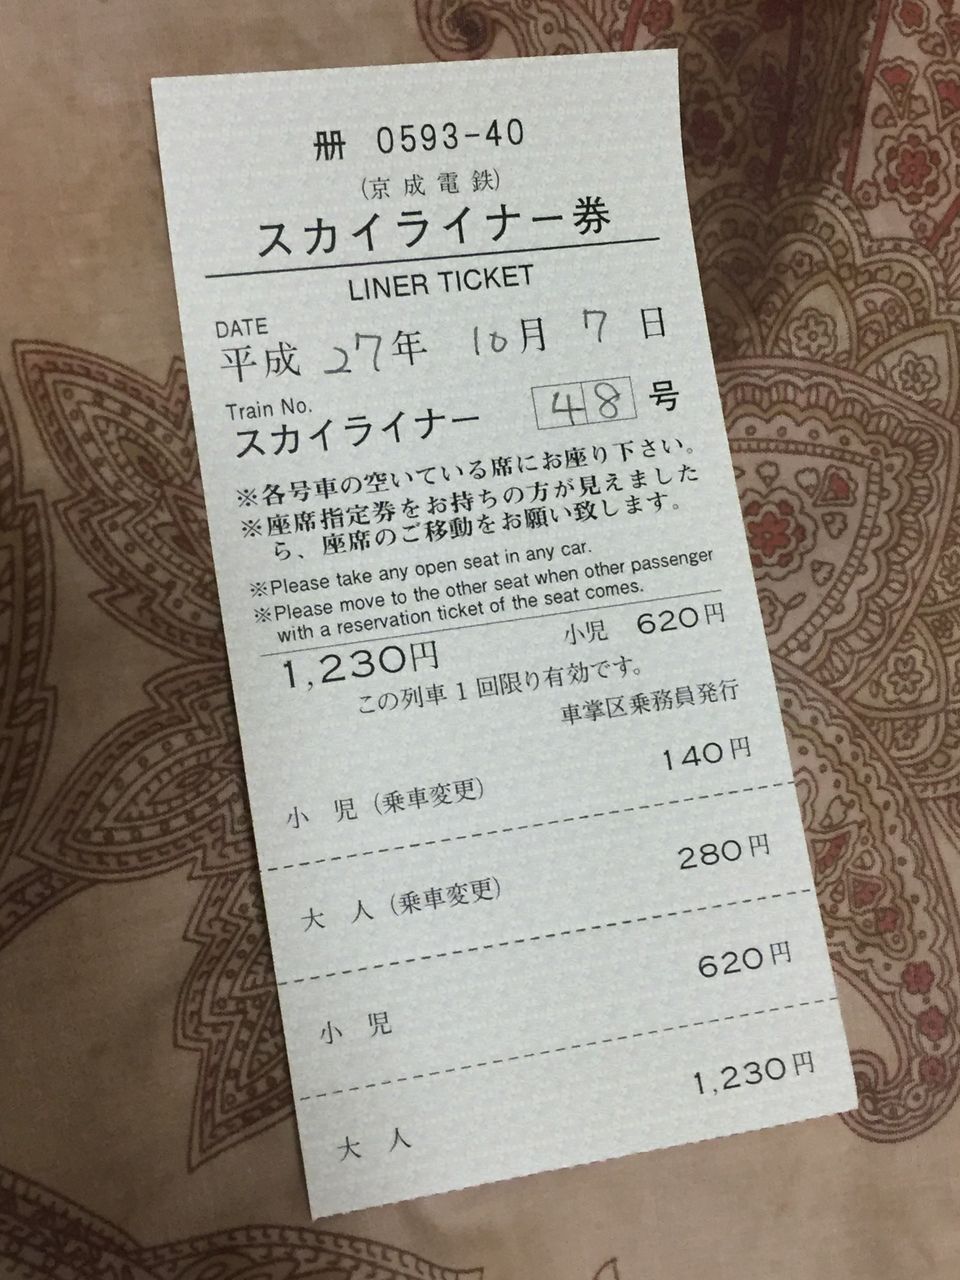 冊 0593-40
(京成電鉄)
スカイライナー券
LINER TICKET
DATE
平成 27年 10月 7日
Train No.
スカイライナー 48 号
※各号車の空いている席にお座り下さい。
※座席指定券をお持ちの方が見えました
ら、座席のご移動をお願い致します。
※Please take any open seat in any car.
※Please move to the other seat when other passenger
with a reservation ticket of the seat comes.
1,230円 小児 620円
この列車1回限り有効です。
車掌区乗務員発行
小児(乗車変更) 140円
大人(乗車変更) 280円
小児 620円
大人 1,230円